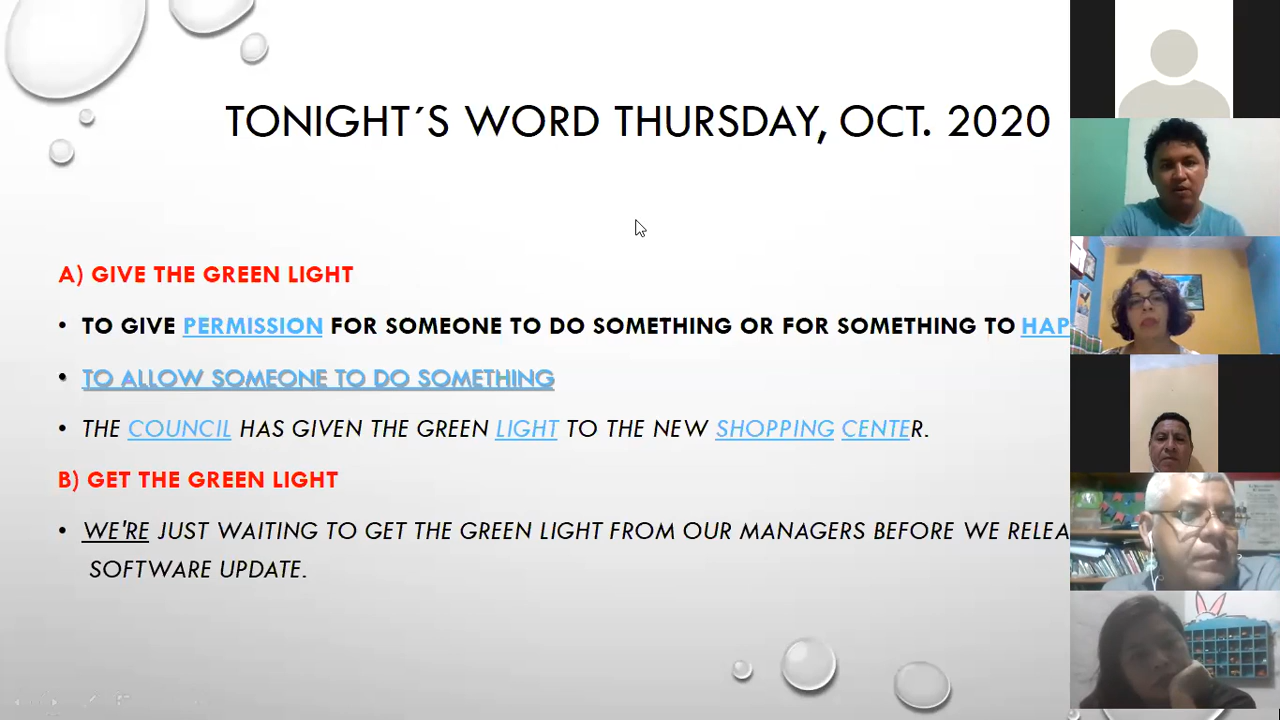 TONIGHT´S WORD THURSDAY, OCT. 2020
A) GIVE THE GREEN LIGHT
• TO GIVE PERMISSION FOR SOMEONE TO DO SOMETHING OR FOR SOMETHING TO HAP
• TO ALLOW SOMEONE TO DO SOMETHING
• THE COUNCIL HAS GIVEN THE GREEN LIGHT TO THE NEW SHOPPING CENTER.
B) GET THE GREEN LIGHT
• WE'RE JUST WAITING TO GET THE GREEN LIGHT FROM OUR MANAGERS BEFORE WE RELEA
SOFTWARE UPDATE.